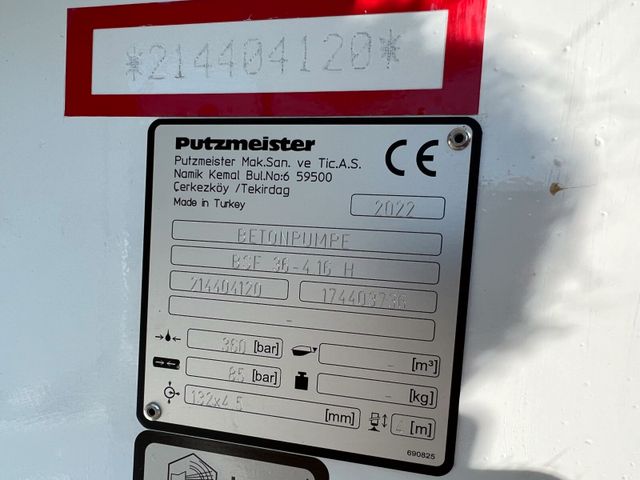 *214404120*
Putzmeister
Putzmeister Mak.San. ve Tic.A.S.
Namik Kemal Bul.No:6 59500
Çerkezköy /Tekirdag
Made in Turkey
2022
BETONPUMPE
BSF 36-4.16 H
214404120 174403736
-
360 [bar] - [m³]
85 [bar] - [kg]
132x4.5 [mm] 4 [m]
690825